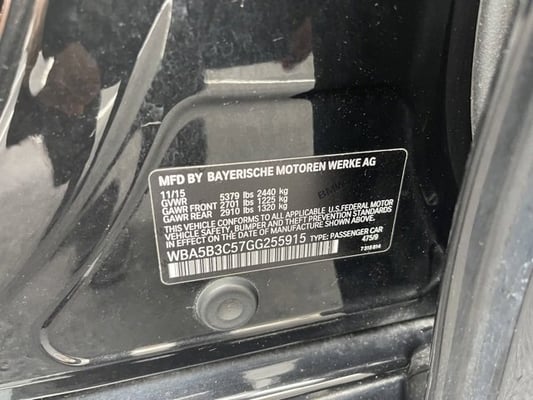 MFD BY BAYERISCHE MOTOREN WERKE AG
11/15
GVWR 5379 lbs 2440 kg
GAWR FRONT 2701 lbs 1225 kg
GAWR REAR 2910 lbs 1320 kg
THIS VEHICLE CONFORMS TO ALL APPLICABLE U.S.FEDERAL MOTOR
VEHICLE SAFETY, BUMPER AND THEFT PREVENTION STANDARDS
IN EFFECT ON THE DATE OF MANUFACTURE SHOWN ABOVE.
WBA5B3C57GG255915 TYPE: PASSENGER CAR
475/9